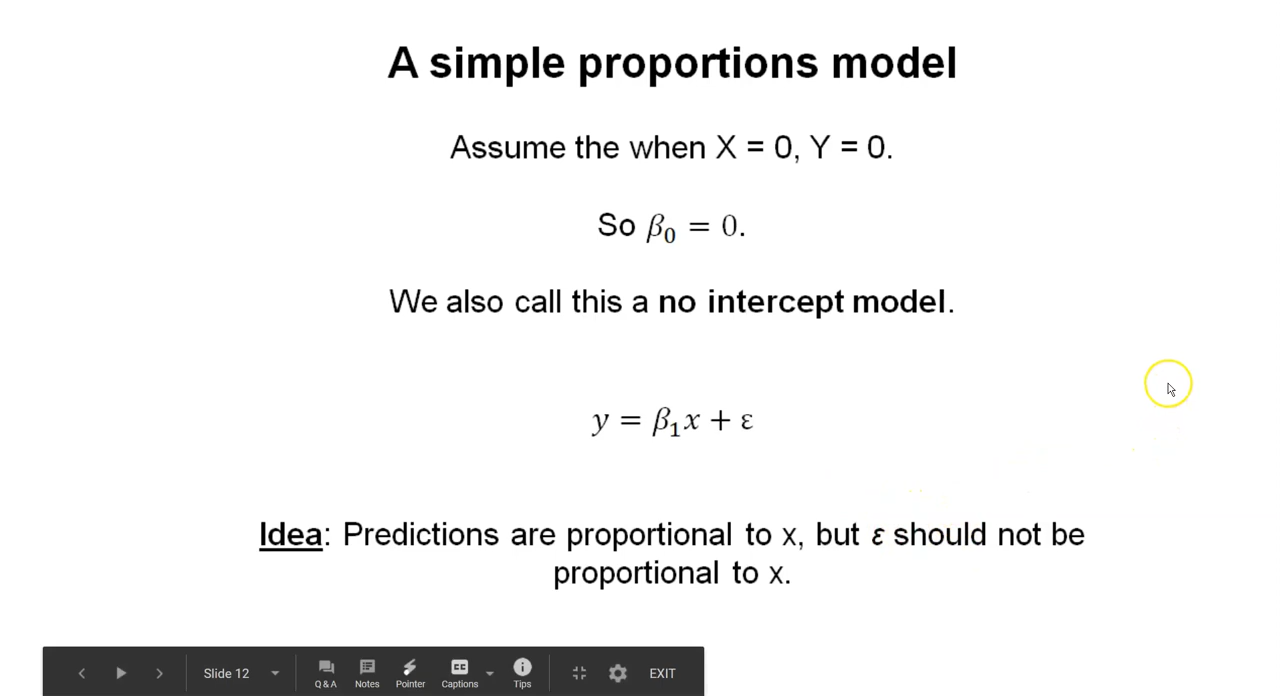 A simple proportions model
Assume the when X = 0, Y = 0.
So β₀ = 0.
We also call this a no intercept model.
y = β₁x + ε
Idea: Predictions are proportional to x, but ε should not be
proportional to x.
Slide 12
Q&A
Notes
Pointer
CC
Captions
Tips
EXIT